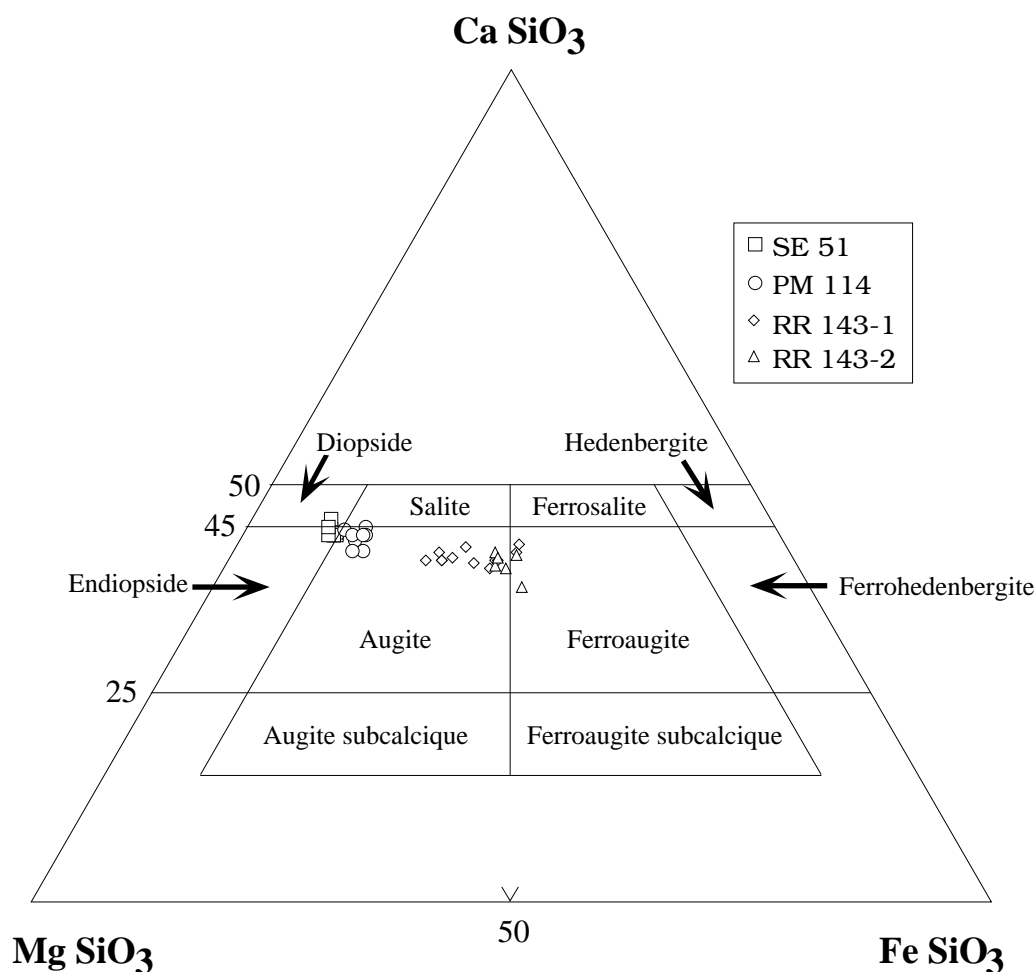 Ca SiO3
SE 51
PM 114
RR 143-1
RR 143-2
Diopside
Hedenbergite
50
Salite
Ferrosalite
45
Endiopside
Ferrohedenbergite
Augite
Ferroaugite
25
Augite subcalcique
Ferroaugite subcalcique
50
Mg SiO3
Fe SiO3